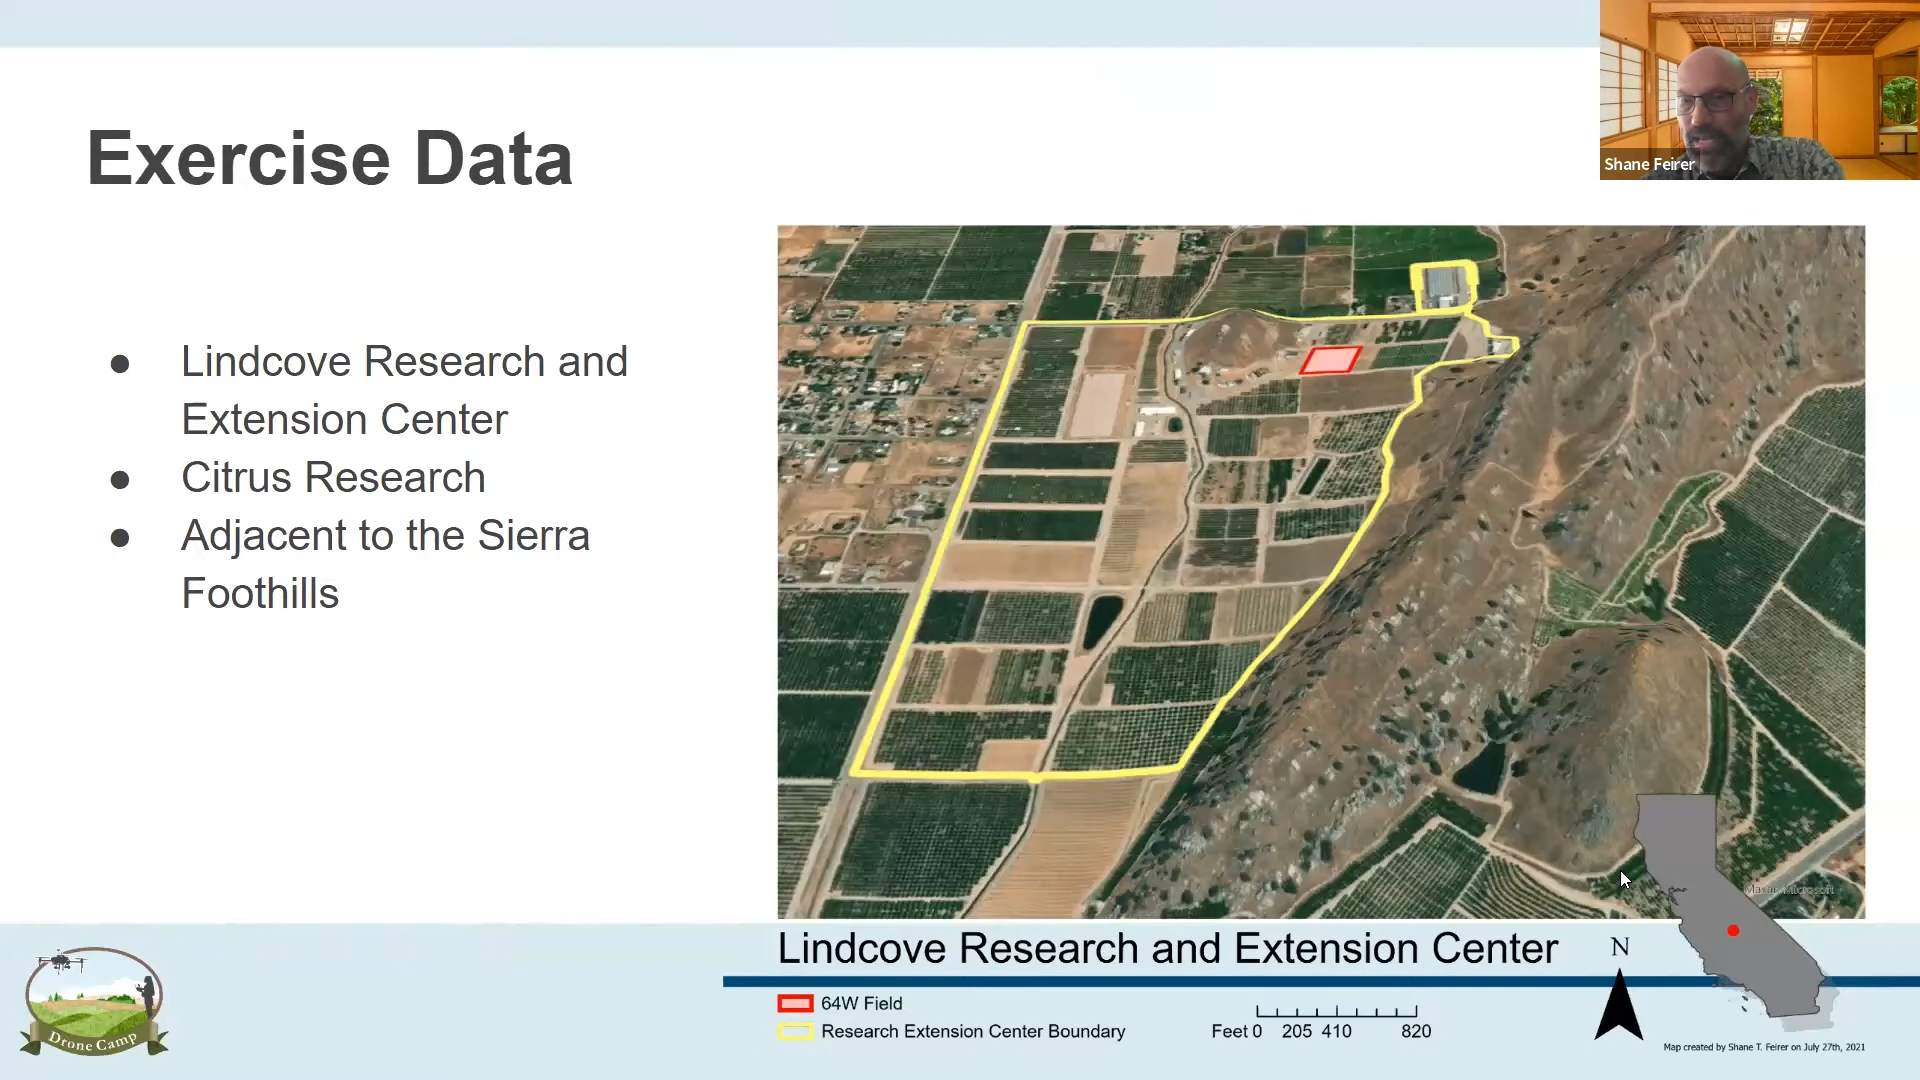 Shane Feirer
Exercise Data
● Lindcove Research and
Extension Center
● Citrus Research
● Adjacent to the Sierra
Foothills
Maxar, Microsoft
Lindcove Research and Extension Center
N
64W Field
Research Extension Center Boundary
Feet 0 205 410 820
Map created by Shane T. Feirer on July 27th, 2021
Drone Camp